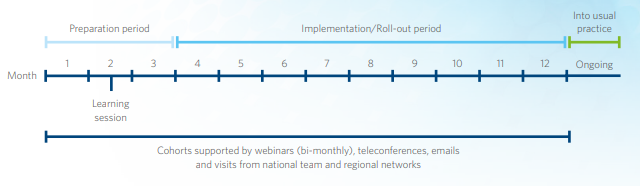 Into usual
Preparation period Implementation/Roll-out period practice
Month 1 2 3 4 5 6 7 8 9 10 11 12 Ongoing
Learning
session
Cohorts supported by webinars (bi-monthly), teleconferences, emails
and visits from national team and regional networks